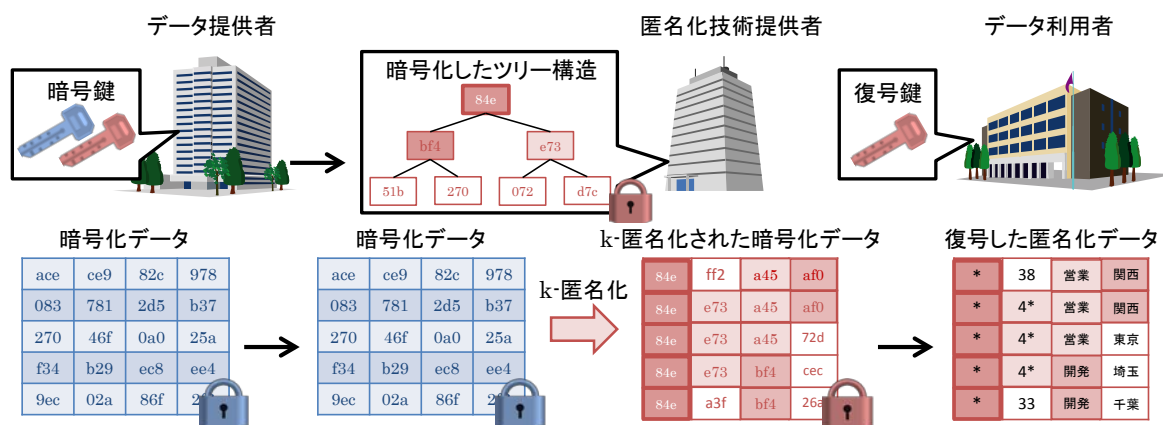 データ提供者
匿名化技術提供者
データ利用者
暗号鍵
暗号化したツリー構造
84e
bf4 e73
51b 270 072 d7c
復号鍵
暗号化データ
ace ce9 82c 978
083 781 2d5 b37
270 46f 0a0 25a
f34 b29 ec8 ee4
9ec 02a 86f
暗号化データ
ace ce9 82c 978
083 781 2d5 b37
270 46f 0a0 25a
f34 b29 ec8 ee4
9ec 02a 86f
k-匿名化
k-匿名化された暗号化データ
84e ff2 a45 af0
84e e73 a45 af0
84e e73 a45 72d
84e e73 bf4 cec
84e a3f bf4 26a
復号した匿名化データ
* 38 営業 関西
* 4* 営業 関西
* 4* 営業 東京
* 4* 開発 埼玉
* 33 開発 千葉